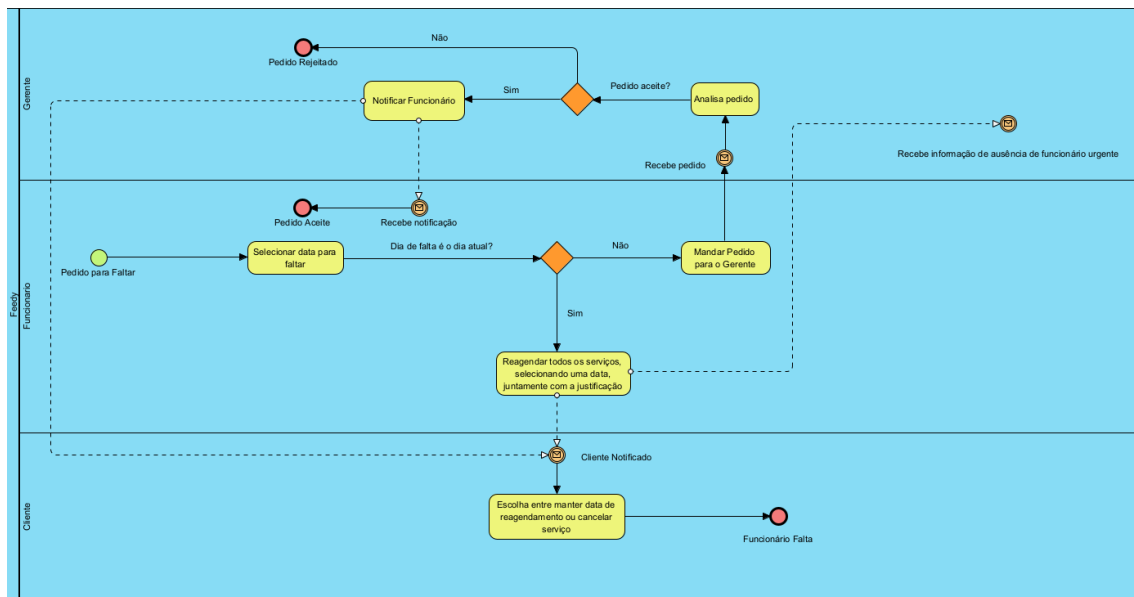 Feedy
Gerente
Não
Pedido Rejeitado
Notificar Funcionário
Sim
Pedido aceite?
Analisa pedido
Recebe pedido
Recebe informação de ausência de funcionário urgente
Funcionario
Pedido Aceite
Recebe notificação
Pedido para Faltar
Selecionar data para
faltar
Dia de falta é o dia atual?
Não
Mandar Pedido
para o Gerente
Sim
Reagendar todos os serviços,
selecionando uma data,
juntamente com a justificação
Cliente
Cliente Notificado
Escolha entre manter data de
reagendamento ou cancelar
serviço
Funcionário Falta